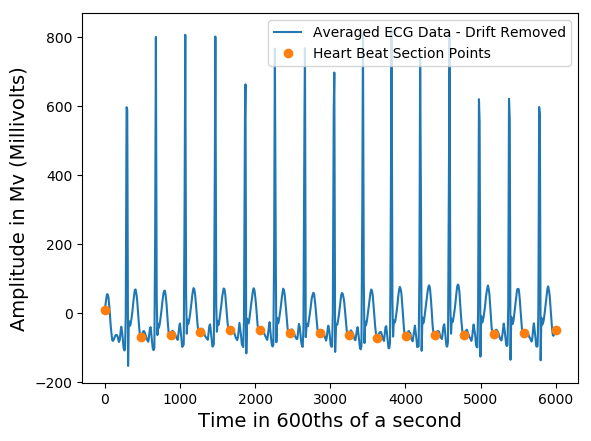 Averaged ECG Data - Drift Removed
Heart Beat Section Points
Amplitude in Mv (Millivolts)
800
600
400
200
0
−200
0 1000 2000 3000 4000 5000 6000
Time in 600ths of a second